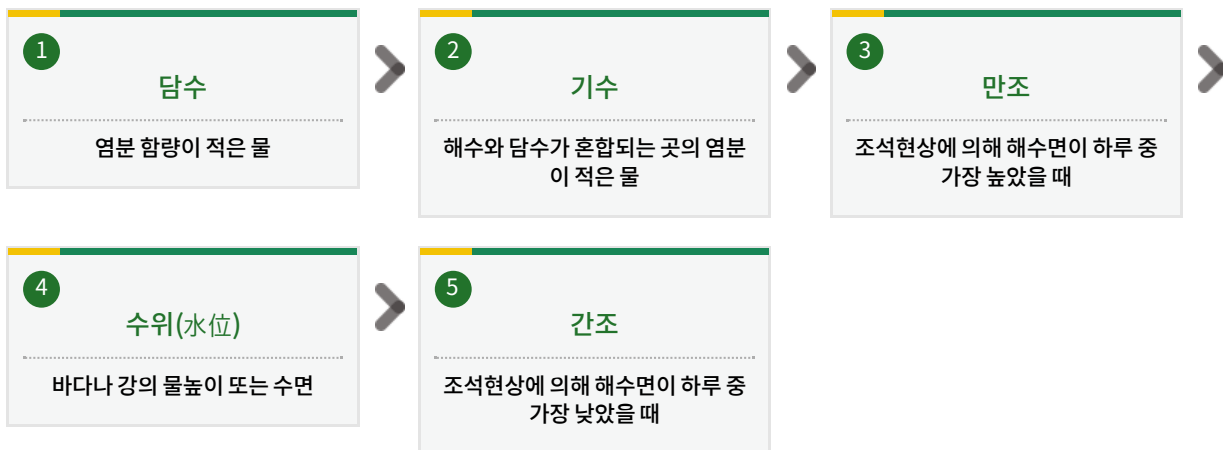 1
담수
염분 함량이 적은 물
2
기수
해수와 담수가 혼합되는 곳의 염분
이 적은 물
3
만조
조석현상에 의해 해수면이 하루 중
가장 높았을 때
4
수위(水位)
바다나 강의 물높이 또는 수면
5
간조
조석현상에 의해 해수면이 하루 중
가장 낮았을 때